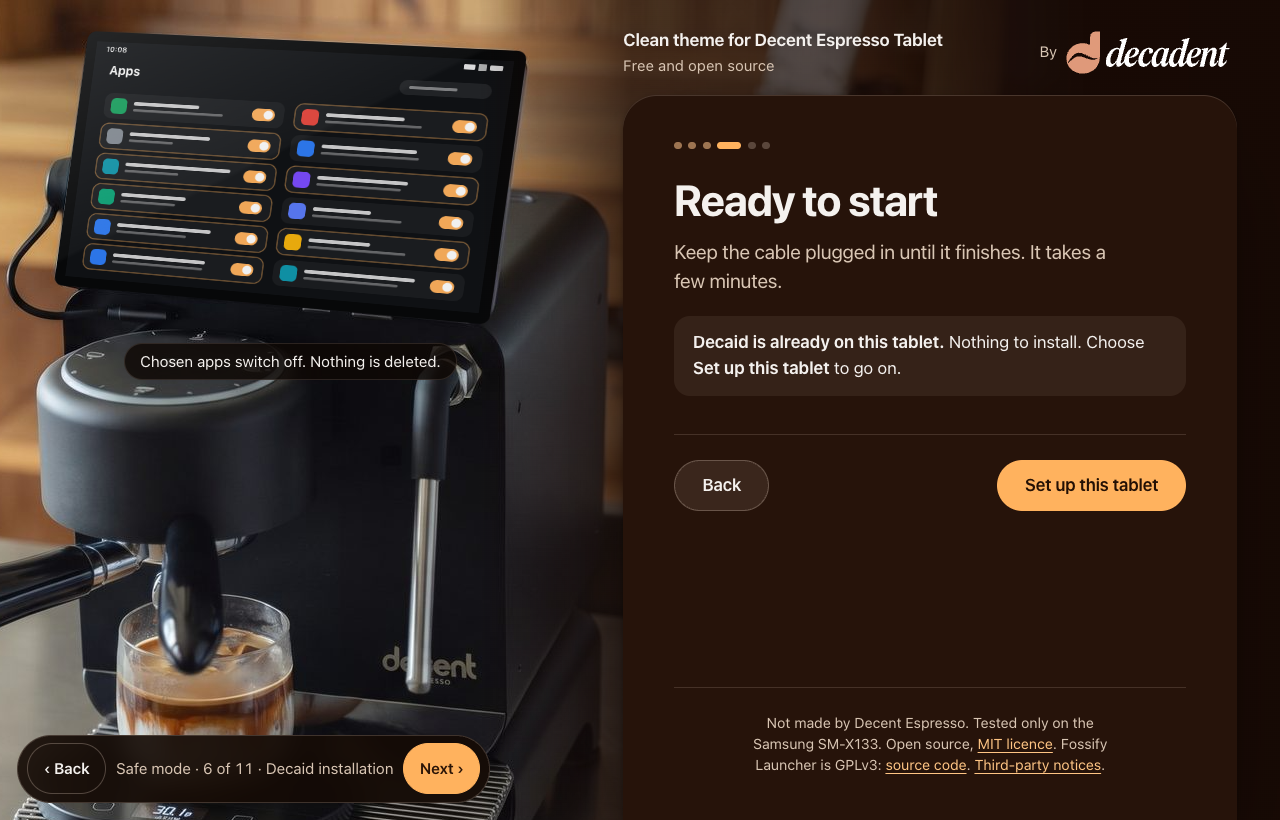 10:08
Apps
Chosen apps switch off. Nothing is deleted.
decent
30.1
‹ Back
Safe mode · 6 of 11 · Decaid installation
Next ›
Clean theme for Decent Espresso Tablet
Free and open source
By decadent
Ready to start
Keep the cable plugged in until it finishes. It takes a
few minutes.
Decaid is already on this tablet. Nothing to install. Choose
Set up this tablet to go on.
Back
Set up this tablet
Not made by Decent Espresso. Tested only on the
Samsung SM-X133. Open source, MIT licence. Fossify
Launcher is GPLv3: source code. Third-party notices.